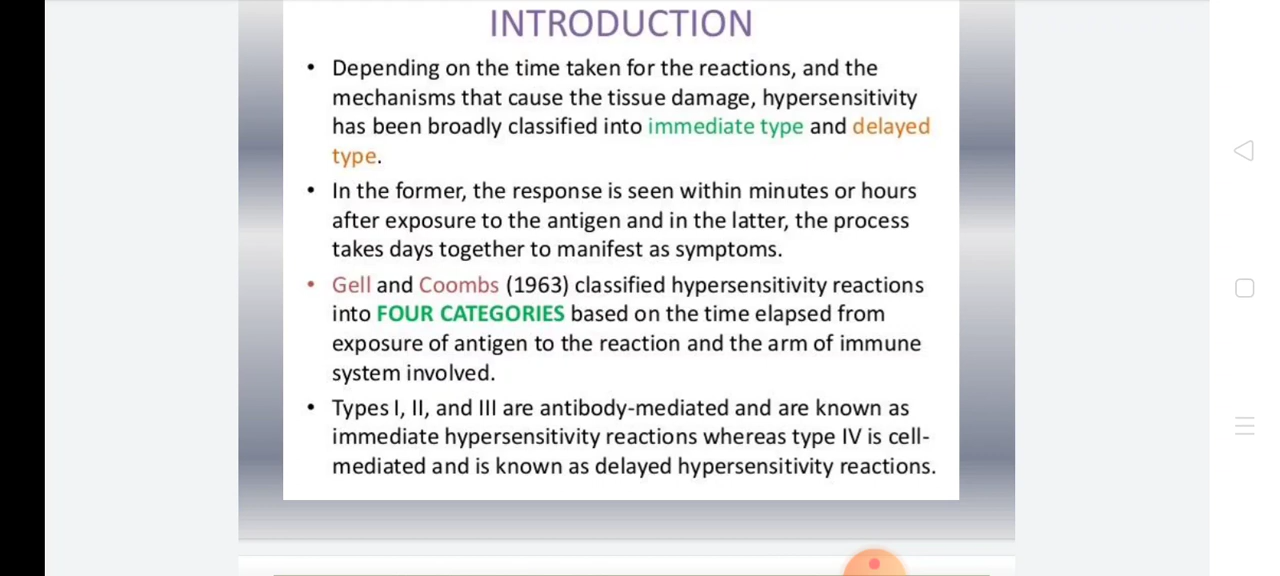 INTRODUCTION
• Depending on the time taken for the reactions, and the
mechanisms that cause the tissue damage, hypersensitivity
has been broadly classified into immediate type and delayed
type.
• In the former, the response is seen within minutes or hours
after exposure to the antigen and in the latter, the process
takes days together to manifest as symptoms.
• Gell and Coombs (1963) classified hypersensitivity reactions
into FOUR CATEGORIES based on the time elapsed from
exposure of antigen to the reaction and the arm of immune
system involved.
• Types I, II, and III are antibody-mediated and are known as
immediate hypersensitivity reactions whereas type IV is cell-
mediated and is known as delayed hypersensitivity reactions.